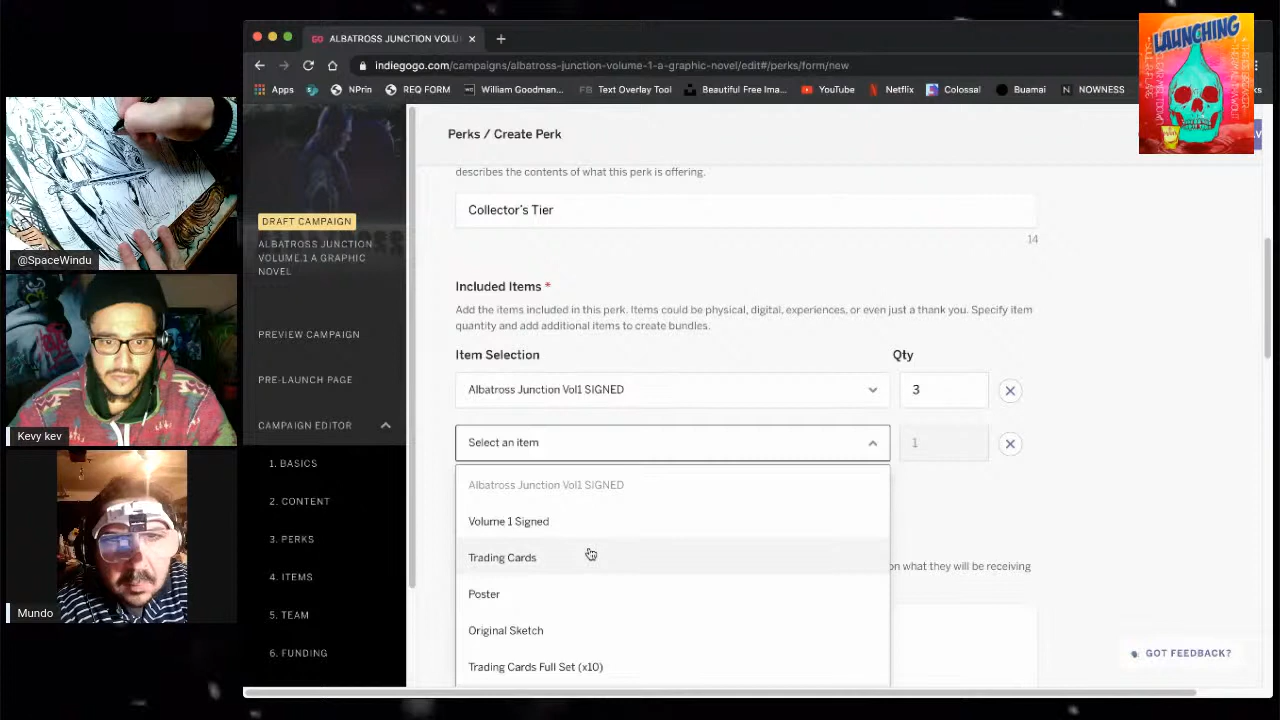 ALBATROSS JUNCTION VOLU
indiegogo.com/campaigns/albatross-junction-volume-1-a-graphic-novel/edit#/perks/form/new
Apps
NPrin
REQ FORM
William Goodman...
FB Text Overlay Tool
Beautiful Free Ima...
YouTube
Netflix
Colossal
Buamai
NOWNESS
LAUNCHING
@SpaceWindu
Kevy kev
Mundo
DRAFT CAMPAIGN
ALBATROSS JUNCTION
VOLUME.1 A GRAPHIC
NOVEL
PREVIEW CAMPAIGN
PRE-LAUNCH PAGE
CAMPAIGN EDITOR
1. BASICS
2. CONTENT
3. PERKS
4. ITEMS
5. TEAM
6. FUNDING
Perks / Create Perk
describes the contents of what this perk is offering.
Collector's Tier
14
Included Items *
Add the items included in this perk. Items could be physical, digital, experiences, or even just a thank you. Specify item
quantity and add additional items to create bundles.
Item Selection
Qty
Albatross Junction Vol1 SIGNED
3
Select an item
1
Albatross Junction Vol1 SIGNED
Volume 1 Signed
Trading Cards
on what they will be receiving
Poster
Original Sketch
Trading Cards Full Set (x10)
GOT FEEDBACK?